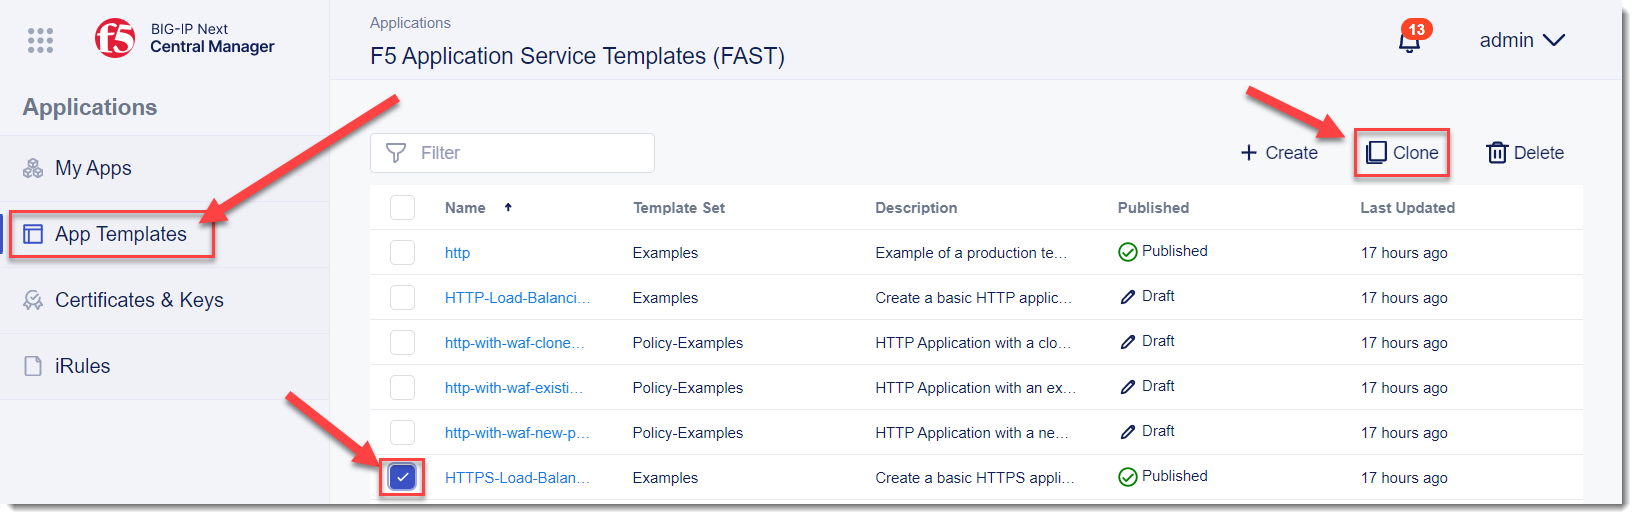 f5
BIG-IP Next
Central Manager
Applications
F5 Application Service Templates (FAST)
13
admin
Applications
My Apps
App Templates
Certificates & Keys
iRules
Filter
Create
Clone
Delete
Name Template Set Description Published Last Updated
http Examples Example of a production te... Published 17 hours ago
HTTP-Load-Balanci... Examples Create a basic HTTP applic... Draft 17 hours ago
http-with-waf-clone... Policy-Examples HTTP Application with a clo... Draft 17 hours ago
http-with-waf-existi... Policy-Examples HTTP Application with an ex... Draft 17 hours ago
http-with-waf-new-p... Policy-Examples HTTP Application with a ne... Draft 17 hours ago
HTTPS-Load-Balan... Examples Create a basic HTTPS appli... Published 17 hours ago